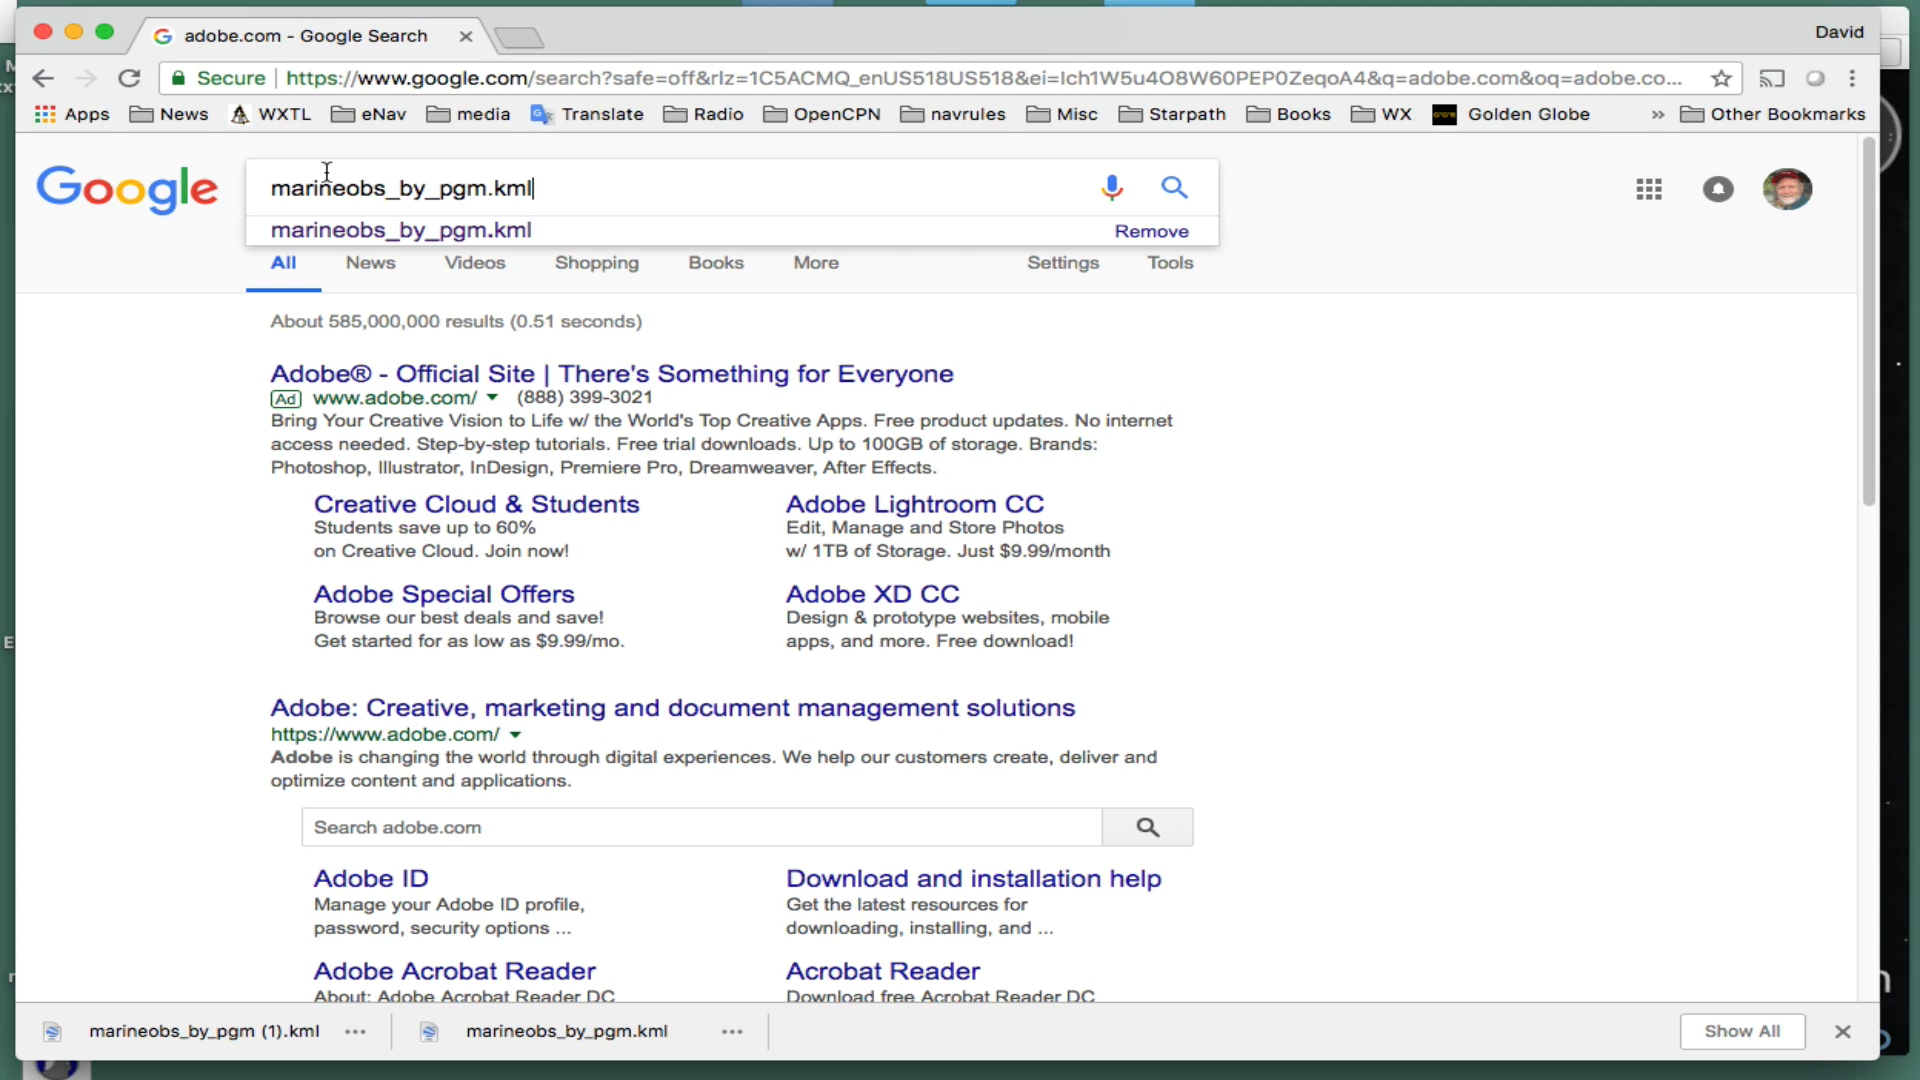 adobe.com - Google Search
David
Secure https://www.google.com/search?safe=off&rlz=1C5ACMQ_enUS518US518&ei=Ich1W5u4O8W60PEP0ZeqoA4&q=adobe.com&oq=adobe.co...
Apps News WXTL eNav media Translate Radio OpenCPN navrules Misc Starpath Books WX Golden Globe » Other Bookmarks
Google
marineobs_by_pgm.kml
marineobs_by_pgm.kml Remove
All News Videos Shopping Books More Settings Tools
About 585,000,000 results (0.51 seconds)
Adobe® - Official Site | There's Something for Everyone
Ad www.adobe.com/ (888) 399-3021
Bring Your Creative Vision to Life w/ the World's Top Creative Apps. Free product updates. No internet
access needed. Step-by-step tutorials. Free trial downloads. Up to 100GB of storage. Brands:
Photoshop, Illustrator, InDesign, Premiere Pro, Dreamweaver, After Effects.
Creative Cloud & Students
Students save up to 60%
on Creative Cloud. Join now!
Adobe Lightroom CC
Edit, Manage and Store Photos
w/ 1TB of Storage. Just $9.99/month
Adobe Special Offers
Browse our best deals and save!
Get started for as low as $9.99/mo.
Adobe XD CC
Design & prototype websites, mobile
apps, and more. Free download!
Adobe: Creative, marketing and document management solutions
https://www.adobe.com/
Adobe is changing the world through digital experiences. We help our customers create, deliver and
optimize content and applications.
Search adobe.com
Adobe ID
Manage your Adobe ID profile,
password, security options ...
Download and installation help
Get the latest resources for
downloading, installing, and ...
Adobe Acrobat Reader
About: Adobe Acrobat Reader DC
Acrobat Reader
Download free Acrobat Reader DC
marineobs_by_pgm (1).kml
marineobs_by_pgm.kml
Show All